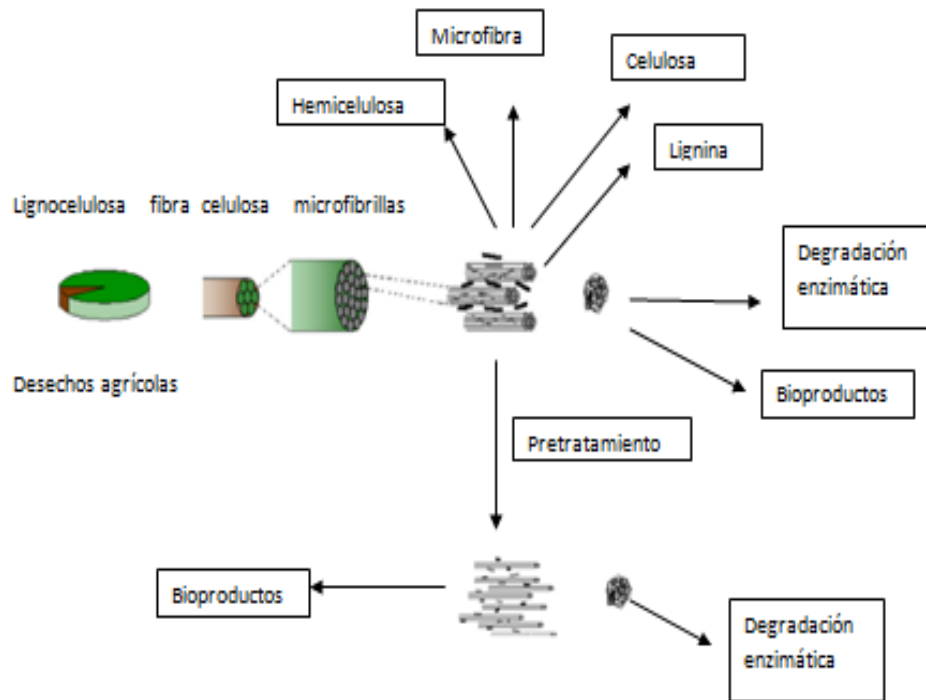 Microfibra
Celulosa
Hemicelulosa
Lignina
Lignocelulosa fibra celulosa microfibrillas
Degradación
enzimática
Desechos agrícolas
Bioproductos
Pretratamiento
Bioproductos
Degradación
enzimática